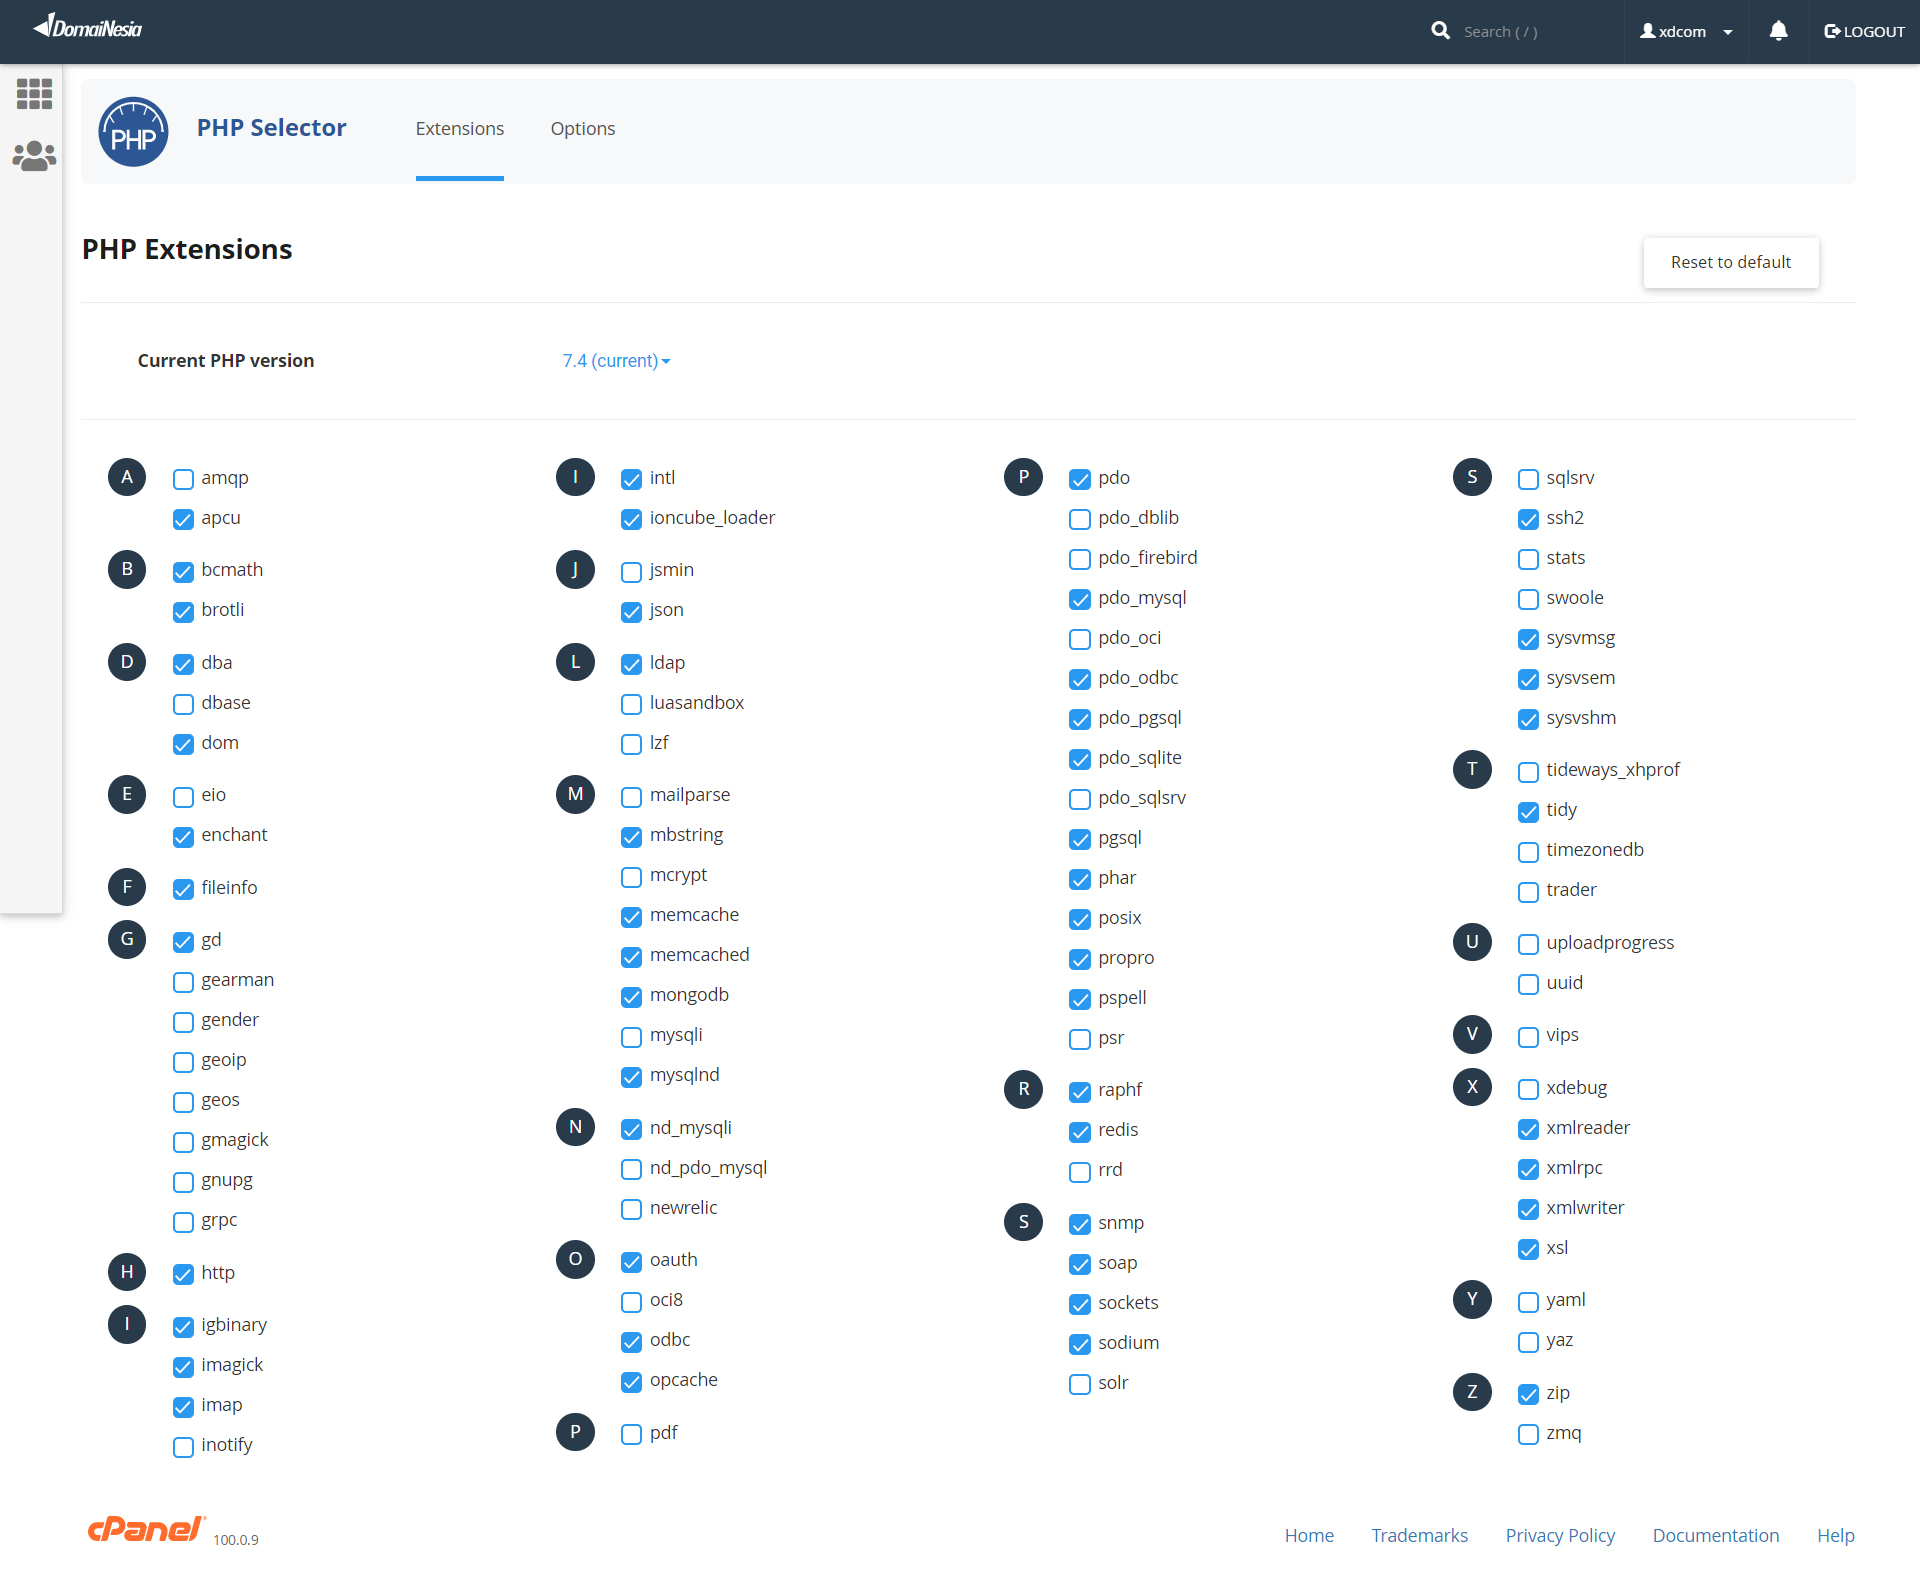 DomaiNesia
Search ( / )
xdcom
LOGOUT
PHP
PHP Selector
Extensions
Options
PHP Extensions
Reset to default
Current PHP version
7.4 (current)
A
amqp
apcu
B
bcmath
brotli
D
dba
dbase
dom
E
eio
enchant
F
fileinfo
G
gd
gearman
gender
geoip
geos
gmagick
gnupg
grpc
H
http
I
igbinary
imagick
imap
inotify
I
intl
ioncube_loader
J
jsmin
json
L
ldap
luasandbox
lzf
M
mailparse
mbstring
mcrypt
memcache
memcached
mongodb
mysqli
mysqlnd
N
nd_mysqli
nd_pdo_mysql
newrelic
O
oauth
oci8
odbc
opcache
P
pdf
P
pdo
pdo_dblib
pdo_firebird
pdo_mysql
pdo_oci
pdo_odbc
pdo_pgsql
pdo_sqlite
pdo_sqlsrv
pgsql
phar
posix
propro
pspell
psr
R
raphf
redis
rrd
S
snmp
soap
sockets
sodium
solr
S
sqlsrv
ssh2
stats
swoole
sysvmsg
sysvsem
sysvshm
T
tideways_xhprof
tidy
timezonedb
trader
U
uploadprogress
uuid
V
vips
X
xdebug
xmlreader
xmlrpc
xmlwriter
xsl
Y
yaml
yaz
Z
zip
zmq
cPanel 100.0.9
Home
Trademarks
Privacy Policy
Documentation
Help